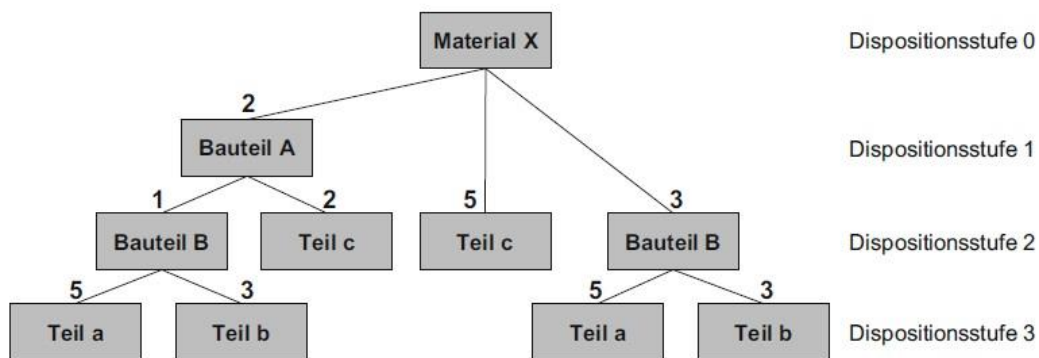 Material X
Dispositionsstufe 0
2
Bauteil A
Dispositionsstufe 1
1 2 5 3
Bauteil B Teil c Teil c Bauteil B
Dispositionsstufe 2
5 3 5 3
Teil a Teil b Teil a Teil b
Dispositionsstufe 3